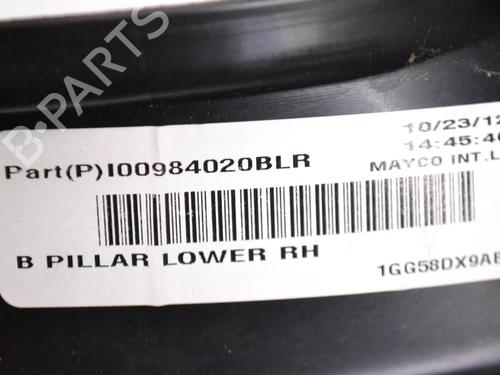 10/23/12
14:45:40
Part(P)I00984020BLR
MAYCO INT.L
B PILLAR LOWER RH
1GG58DX9AB
B-PARTS